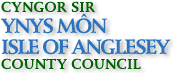 CYNGOR SIR
YNYS MÔN
ISLE OF ANGLESEY
COUNTY COUNCIL